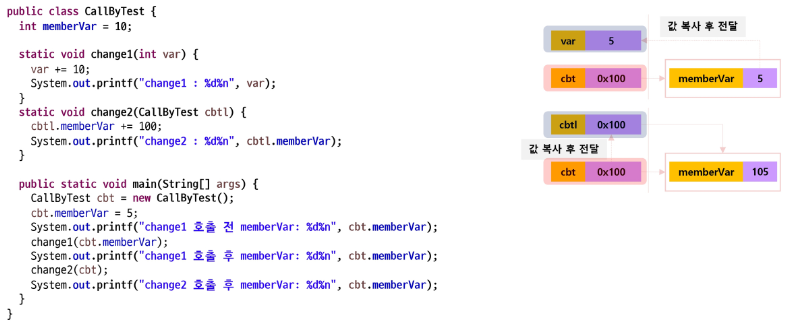 public class CallByTest {
int memberVar = 10;
static void change1(int var) {
var += 10;
System.out.printf("change1 : %d%n", var);
}
static void change2(CallByTest cbtl) {
cbtl.memberVar += 100;
System.out.printf("change2 : %d%n", cbtl.memberVar);
}
public static void main(String[] args) {
CallByTest cbt = new CallByTest();
cbt.memberVar = 5;
System.out.printf("change1 호출 전 memberVar: %d%n", cbt.memberVar);
change1(cbt.memberVar);
System.out.printf("change1 호출 후 memberVar: %d%n", cbt.memberVar);
change2(cbt);
System.out.printf("change2 호출 후 memberVar: %d%n", cbt.memberVar);
}
}
값 복사 후 전달
var 5
cbt 0x100 memberVar 5
cbtl 0x100
값 복사 후 전달
cbt 0x100 memberVar 105